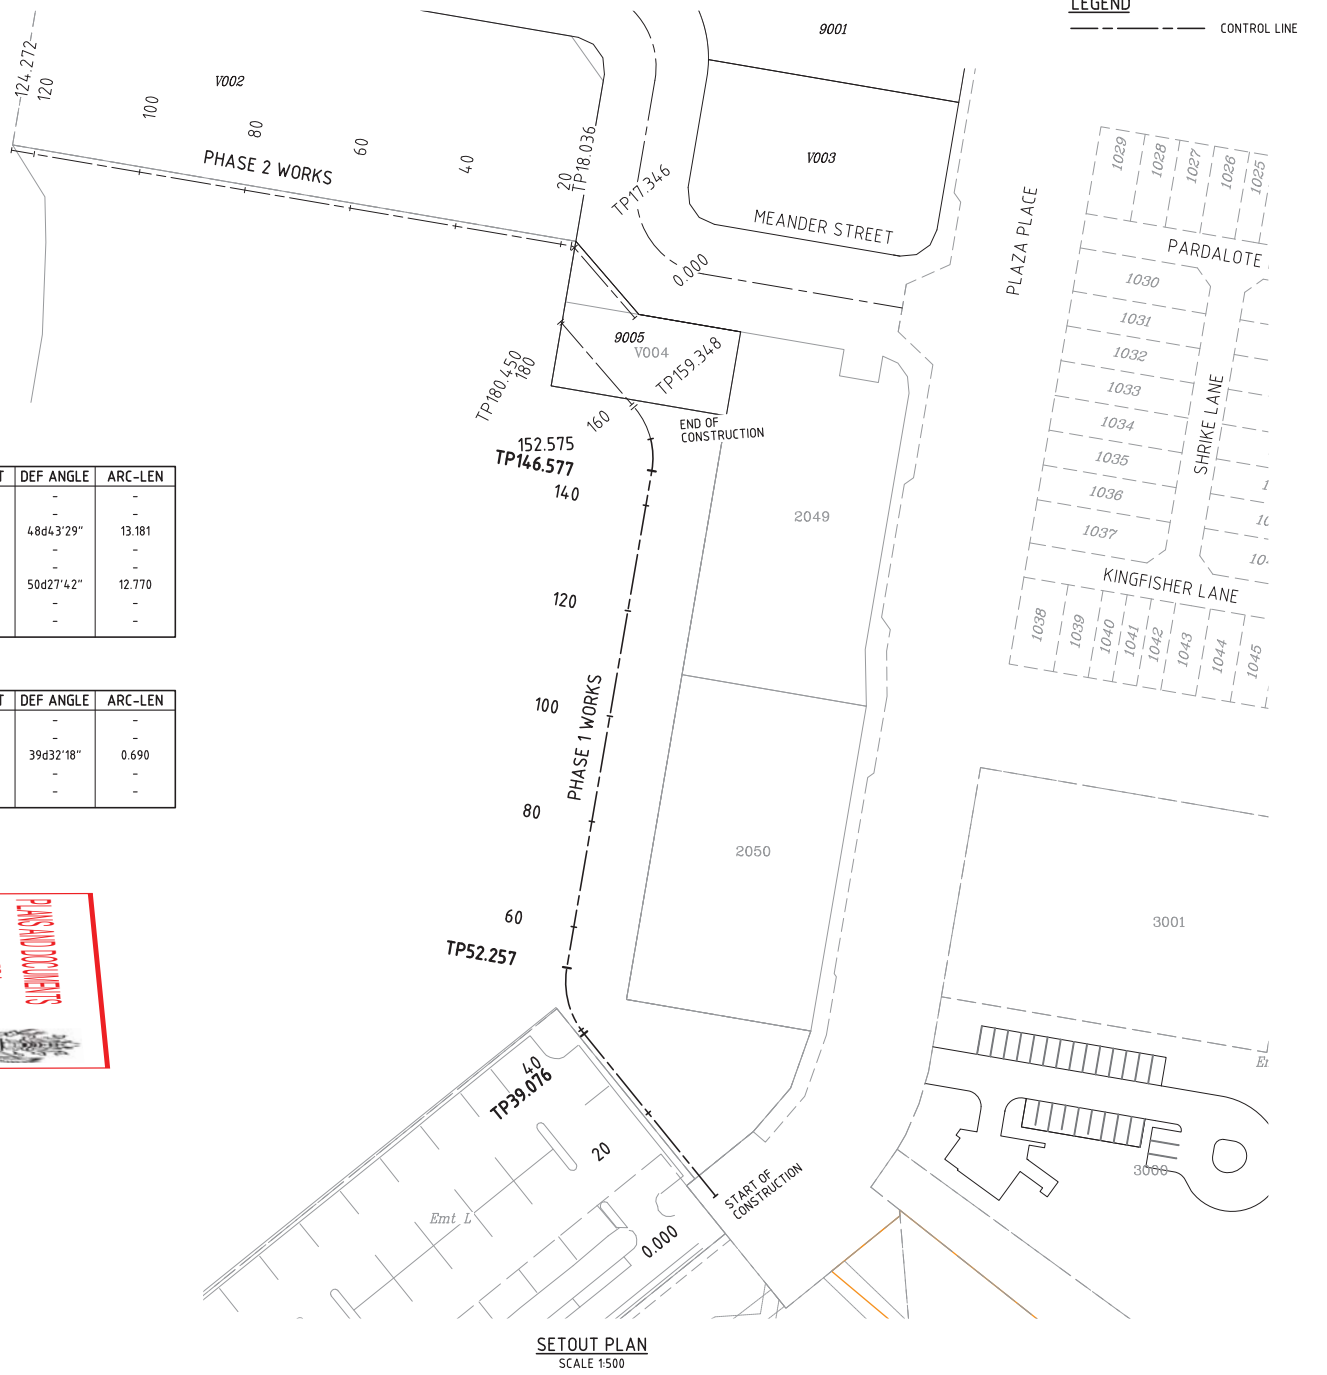 LEGEND
CONTROL LINE
9001
124.272
120
100
V002
80
60
40
20
TP18.036
PHASE 2 WORKS
TP17.346
V003
MEANDER STREET
0.000
PLAZA PLACE
1029
1028
1027
1026
1025
PARDALOTE
1030
1031
1032
1033
1034
1035
1036
1037
SHRIKE LANE
KINGFISHER LANE
1038
1039
1040
1041
1042
1043
1044
1045
9005
V004
TP159.348
TP180.450
180
160
END OF
CONSTRUCTION
152.575
TP146.577
140
2049
120
100
PHASE 1 WORKS
80
2050
60
TP52.257
40
TP39.076
20
START OF
CONSTRUCTION
0.000
Emt L
3001
3000
T DEF ANGLE ARC-LEN
- -
- -
48d43'29" 13.181
- -
- -
50d27'42" 12.770
- -
- -
T DEF ANGLE ARC-LEN
- -
- -
39d32'18" 0.690
- -
- -
PLANS AND DOCUMENTS
SETOUT PLAN
SCALE 1:500